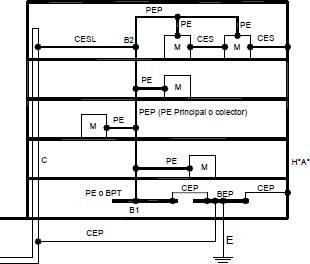 PEP
PE
PE
CESL
B2
M
CES
M
CES
PE
M
PEP (PE Principal o colector)
M
PE
C
PE
M
H"A"
PE o BPT
CEP
BEP
CEP
B1
CEP
E